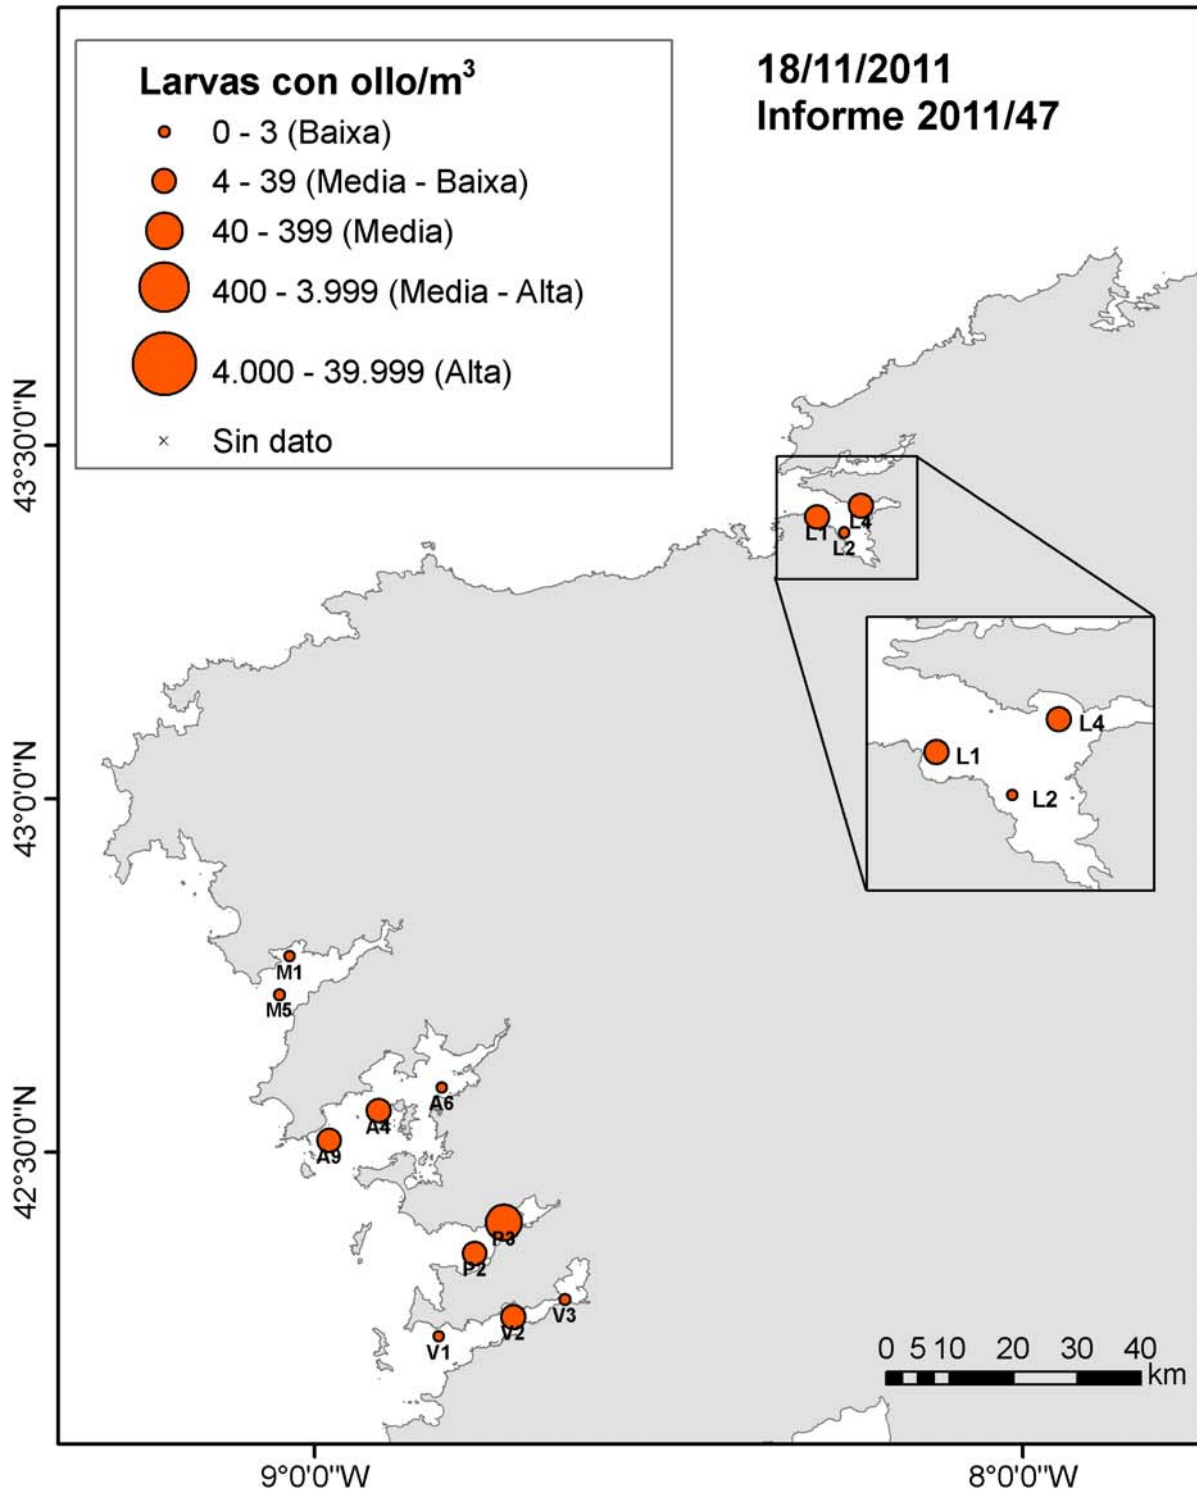 Larvas con ollo/m³
0 - 3 (Baixa)
4 - 39 (Media - Baixa)
40 - 399 (Media)
400 - 3.999 (Media - Alta)
4.000 - 39.999 (Alta)
Sin dato
18/11/2011
Informe 2011/47
43°30'0"N
43°0'0"N
42°30'0"N
9°0'0"W
8°0'0"W
L1
L4
L2
L4
L1
L2
M1
M5
A6
A4
A9
P3
P2
V3
V2
V1
0 5 10 20 30 40
km